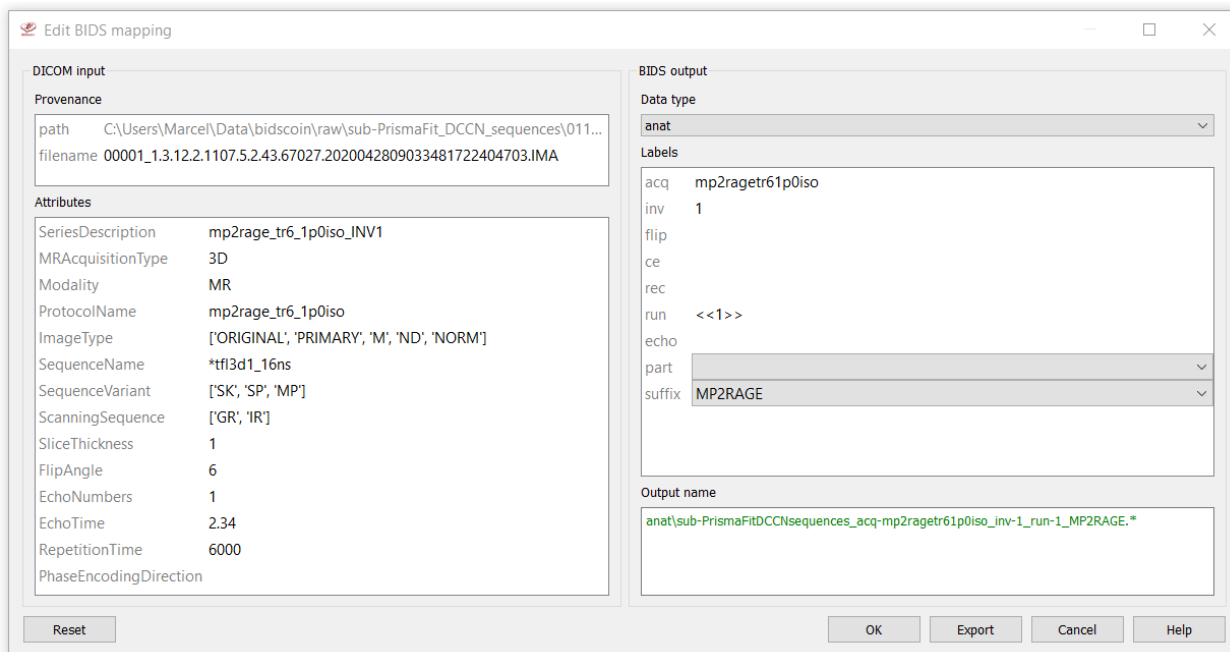 Edit BIDS mapping
DICOM input
Provenance
path C:\Users\Marcel\Data\bidscoin\raw\sub-PrismaFit_DCCN_sequences\011...
filename 00001_1.3.12.2.1107.5.2.43.67027.2020042809033481722404703.IMA
Attributes
SeriesDescription mp2rage_tr6_1p0iso_INV1
MRAcquisitionType 3D
Modality MR
ProtocolName mp2rage_tr6_1p0iso
ImageType ['ORIGINAL', 'PRIMARY', 'M', 'ND', 'NORM']
SequenceName *tfl3d1_16ns
SequenceVariant ['SK', 'SP', 'MP']
ScanningSequence ['GR', 'IR']
SliceThickness 1
FlipAngle 6
EchoNumbers 1
EchoTime 2.34
RepetitionTime 6000
PhaseEncodingDirection
BIDS output
Data type
anat
Labels
acq mp2ragetr61p0iso
inv 1
flip
ce
rec
run <<1>>
echo
part
suffix MP2RAGE
Output name
anat\sub-PrismaFitDCCNsequences_acq-mp2ragetr61p0iso_inv-1_run-1_MP2RAGE.*
Reset
OK
Export
Cancel
Help